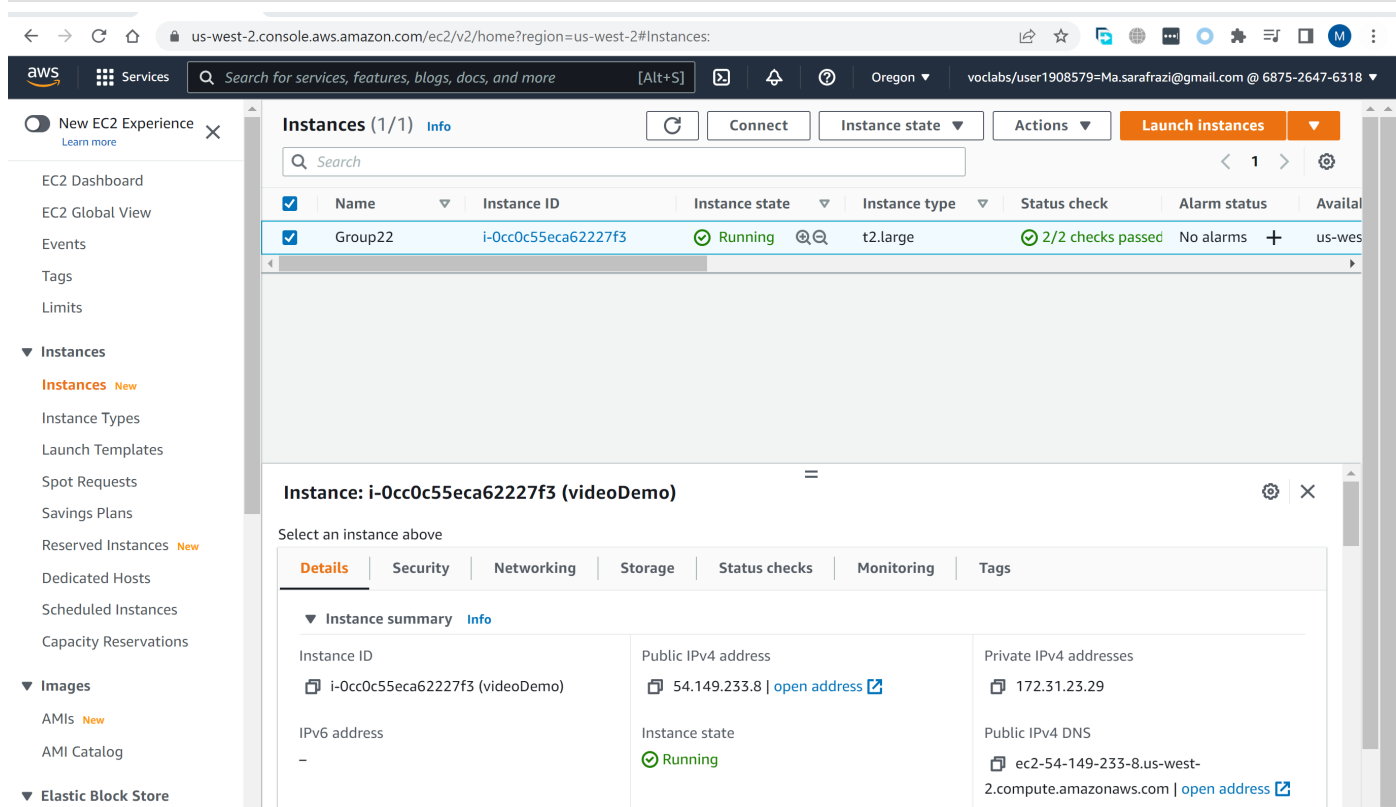 us-west-2.console.aws.amazon.com/ec2/v2/home?region=us-west-2#Instances:
M
aws
Services
Search for services, features, blogs, docs, and more [Alt+S]
Oregon ▼
voclabs/user1908579=Ma.sarafrazi@gmail.com @ 6875-2647-6318 ▼
New EC2 Experience
Learn more
EC2 Dashboard
EC2 Global View
Events
Tags
Limits
▼ Instances
Instances New
Instance Types
Launch Templates
Spot Requests
Savings Plans
Reserved Instances New
Dedicated Hosts
Scheduled Instances
Capacity Reservations
▼ Images
AMIs New
AMI Catalog
▼ Elastic Block Store
Instances (1/1) Info
Connect
Instance state ▼
Actions ▼
Launch instances ▼
Search
1
Name Instance ID Instance state Instance type Status check Alarm status Availal
Group22 i-0cc0c55eca62227f3 Running t2.large 2/2 checks passed No alarms + us-wes
Instance: i-0cc0c55eca62227f3 (videoDemo)
Select an instance above
Details Security Networking Storage Status checks Monitoring Tags
▼ Instance summary Info
Instance ID
i-0cc0c55eca62227f3 (videoDemo)
Public IPv4 address
54.149.233.8 | open address
Private IPv4 addresses
172.31.23.29
IPv6 address
–
Instance state
Running
Public IPv4 DNS
ec2-54-149-233-8.us-west-
2.compute.amazonaws.com | open address